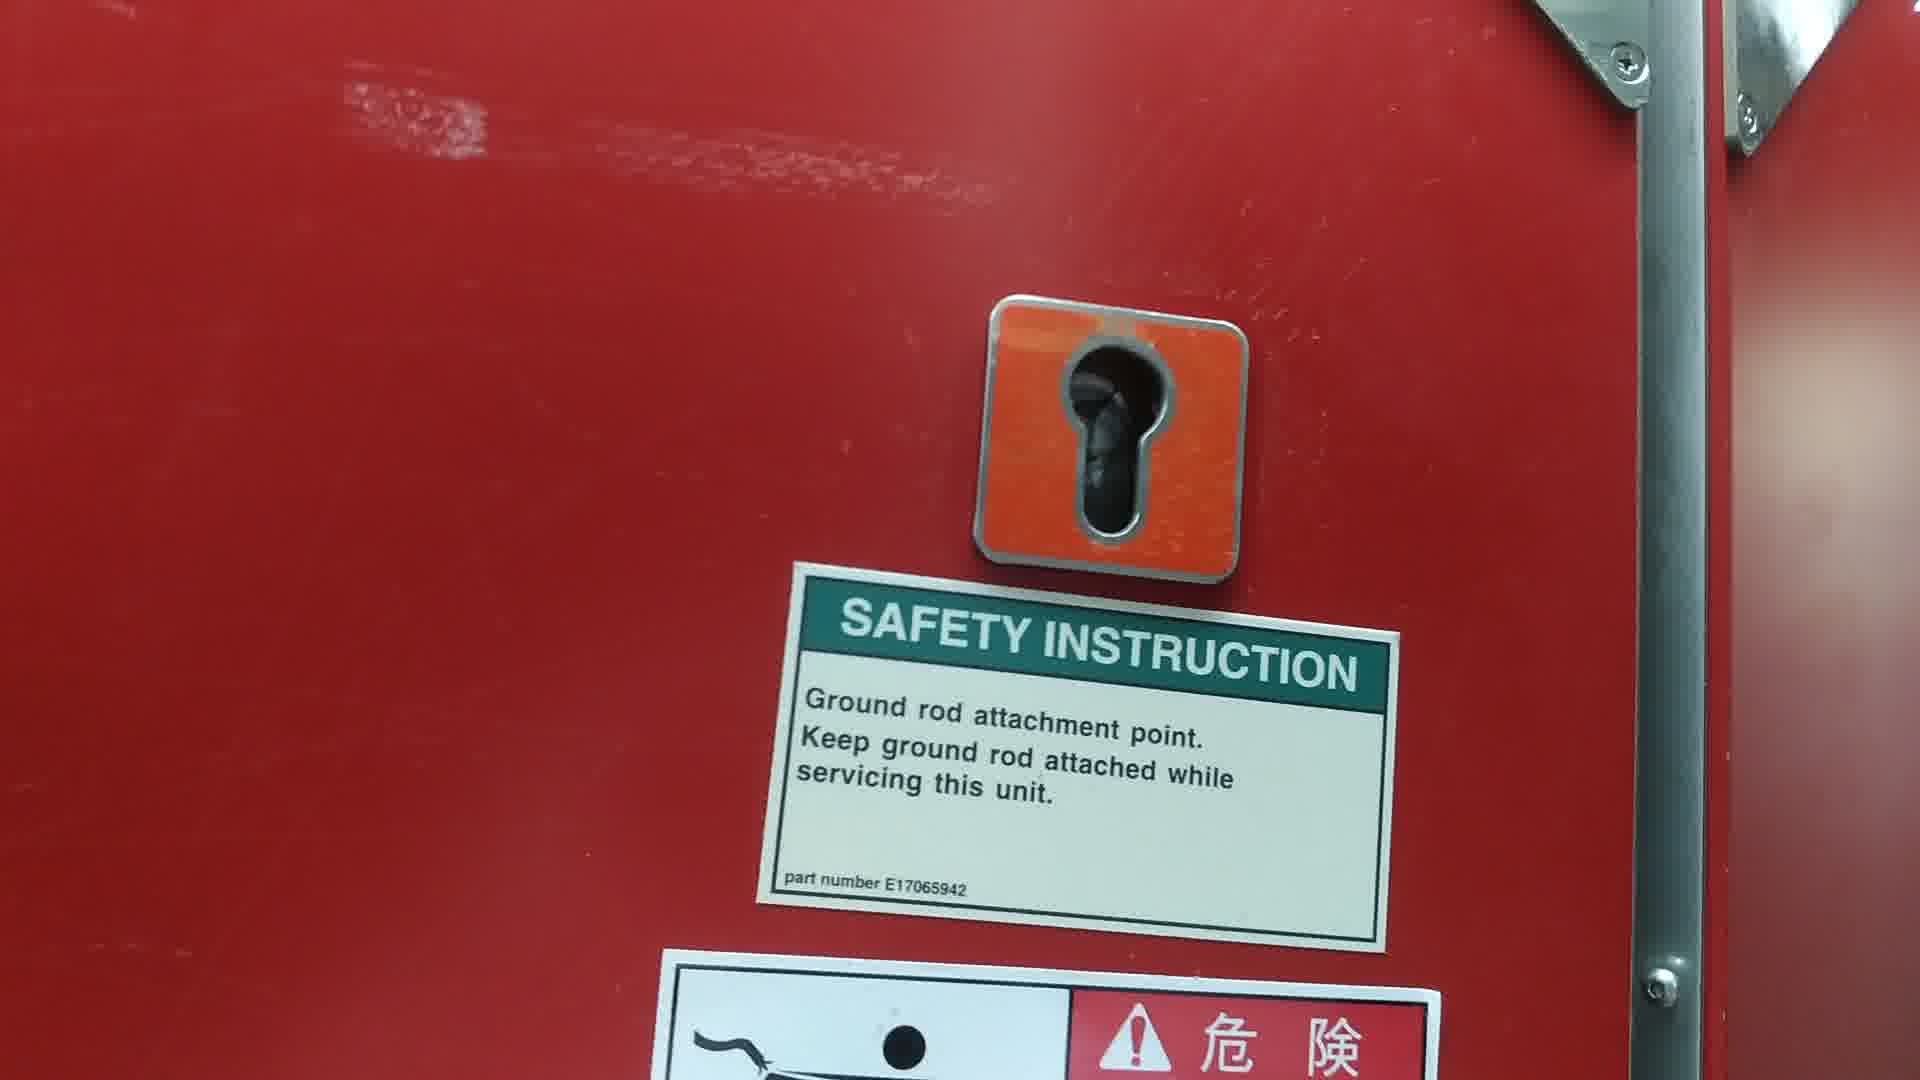 SAFETY INSTRUCTION
Ground rod attachment point.
Keep ground rod attached while
servicing this unit.
part number E17065942
危 険